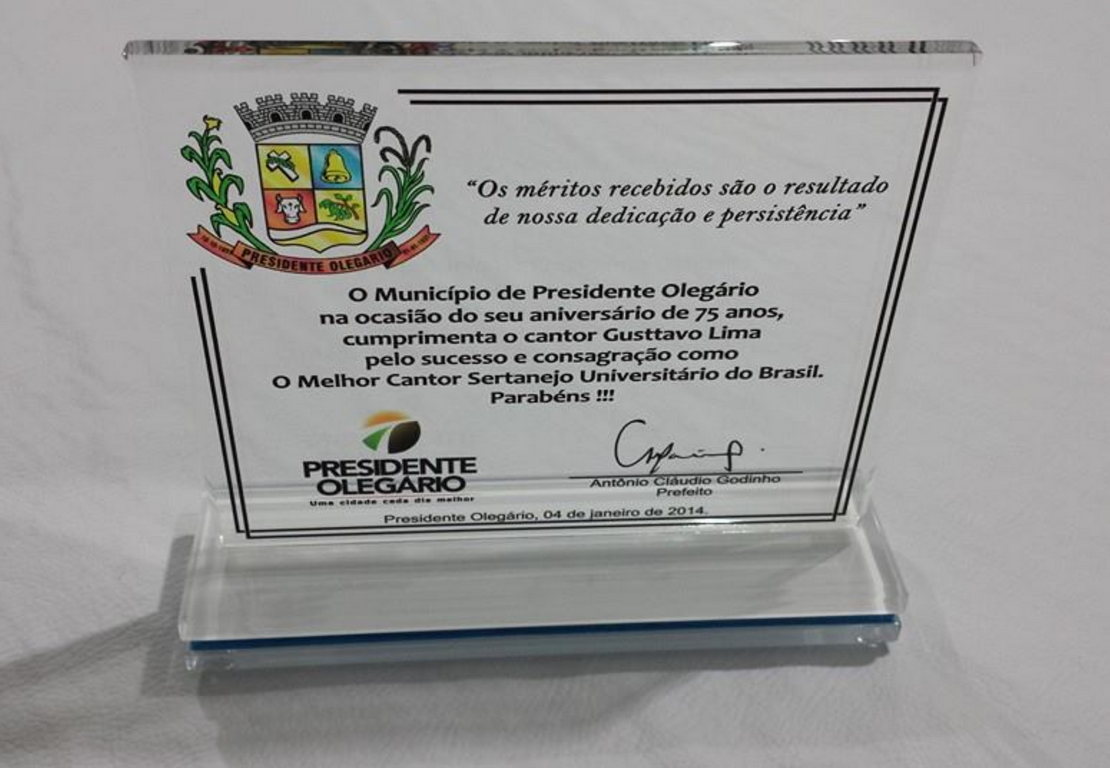 PRESIDENTE OLEGARIO
"Os méritos recebidos são o resultado
de nossa dedicação e persistência"
O Município de Presidente Olegário
na ocasião do seu aniversário de 75 anos,
cumprimenta o cantor Gusttavo Lima
pelo sucesso e consagração como
O Melhor Cantor Sertanejo Universitário do Brasil.
Parabéns !!!
PRESIDENTE
OLEGÁRIO
Uma cidade cada dia melhor
Antônio Cláudio Godinho
Prefeito
Presidente Olegário, 04 de janeiro de 2014.